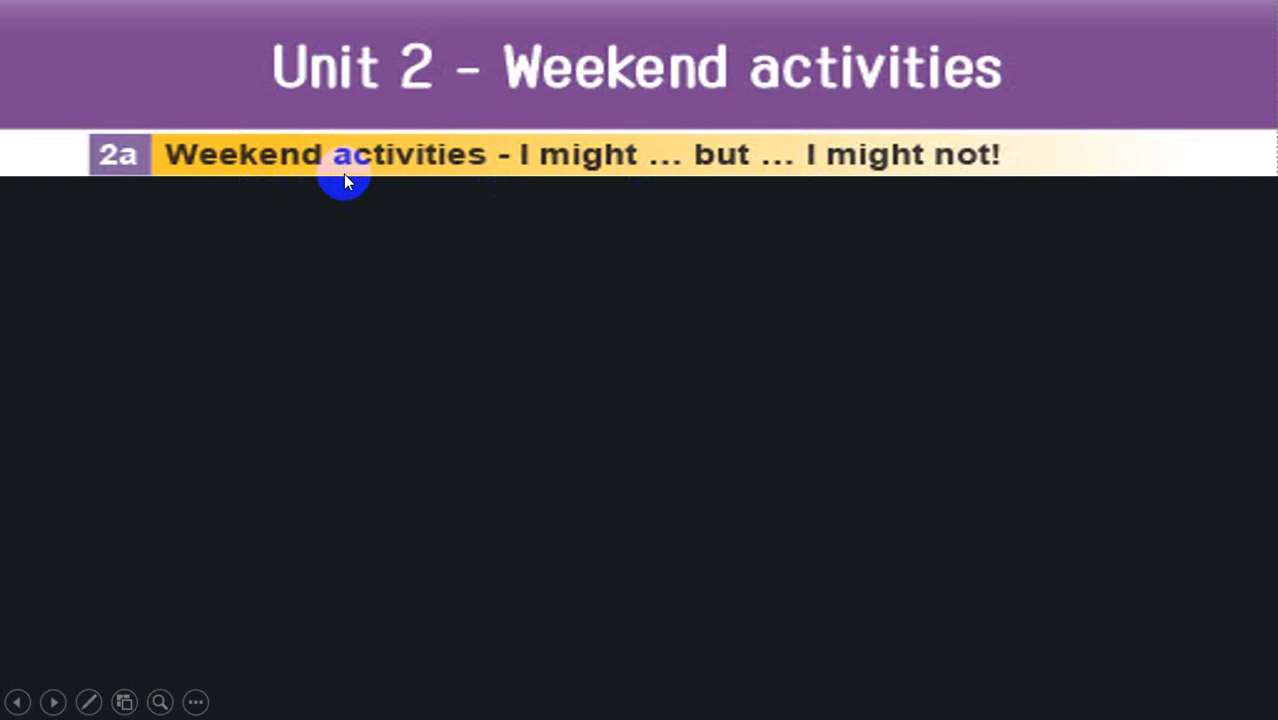 Unit 2 - Weekend activities
2a Weekend activities - I might ... but ... I might not!